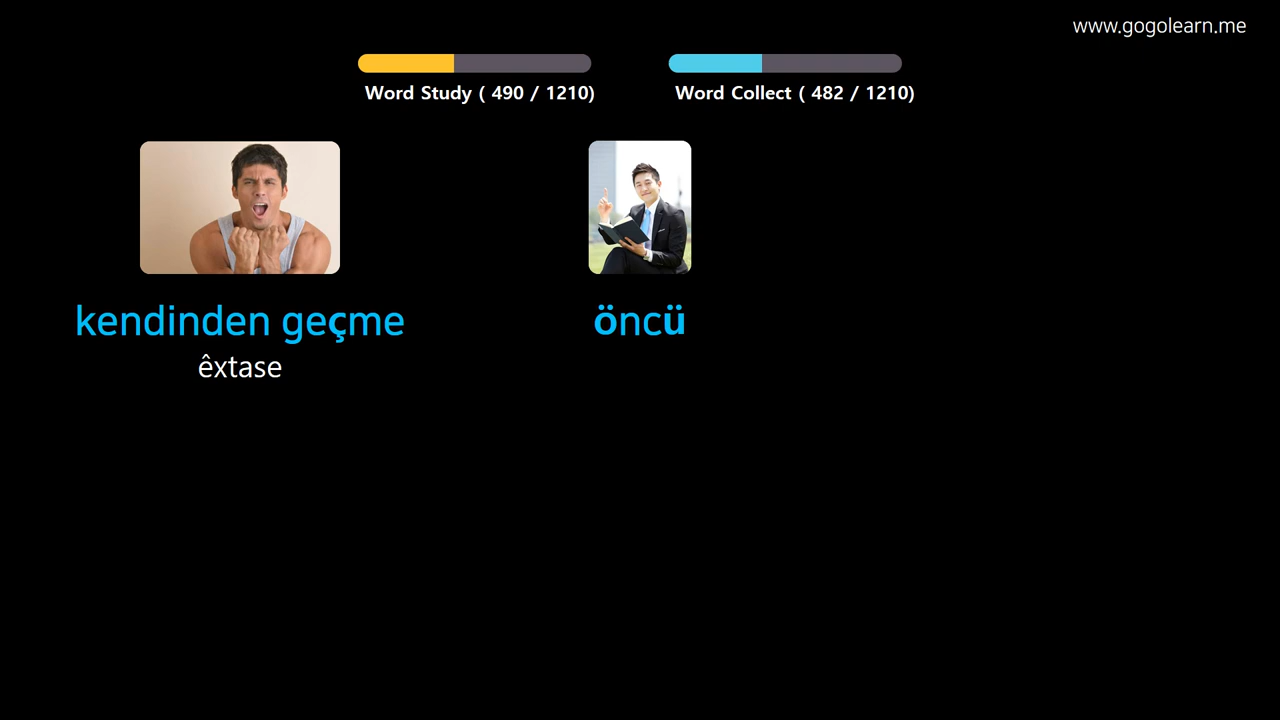 www.gogolearn.me
Word Study ( 490 / 1210)
Word Collect ( 482 / 1210)
kendinden geçme
êxtase
öncü